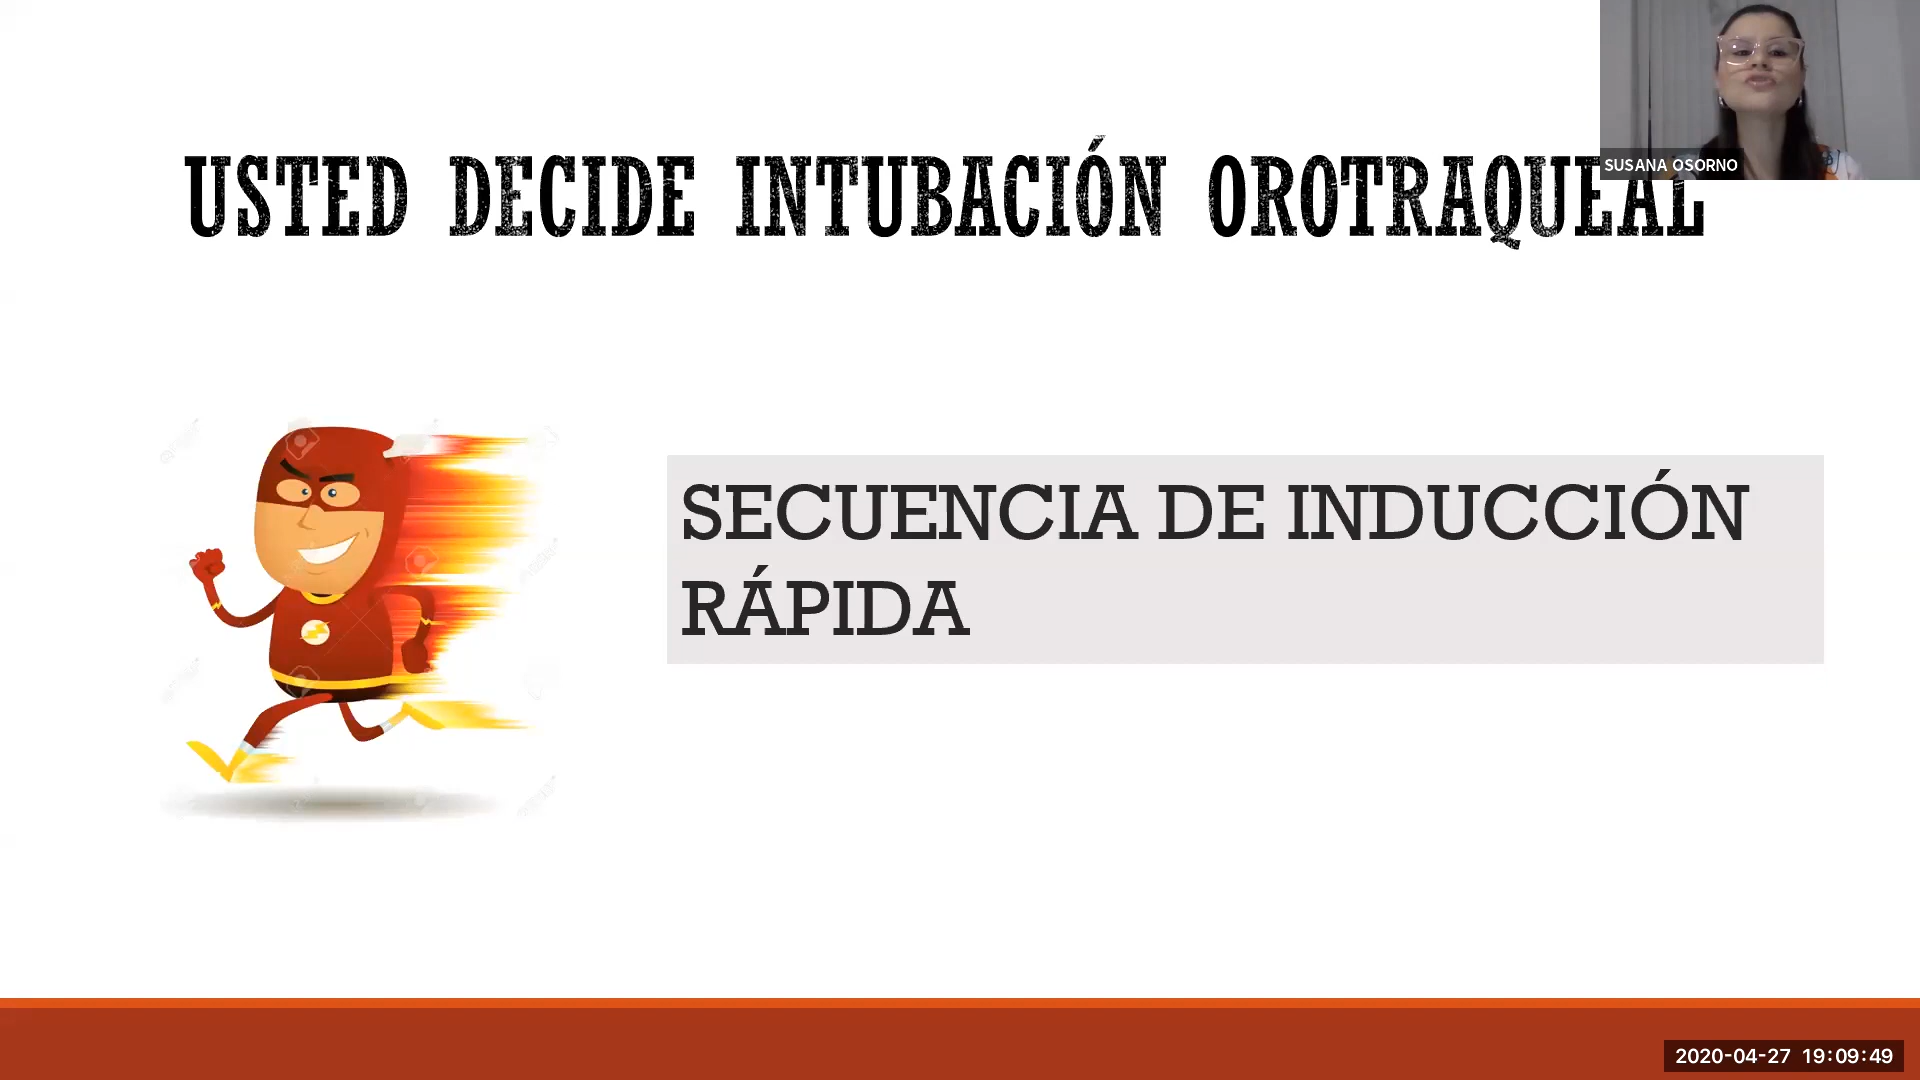 SUSANA OSORNO
USTED DECIDE INTUBACIÓN OROTRAQUEAL
SECUENCIA DE INDUCCIÓN
RÁPIDA
2020-04-27 19:09:49